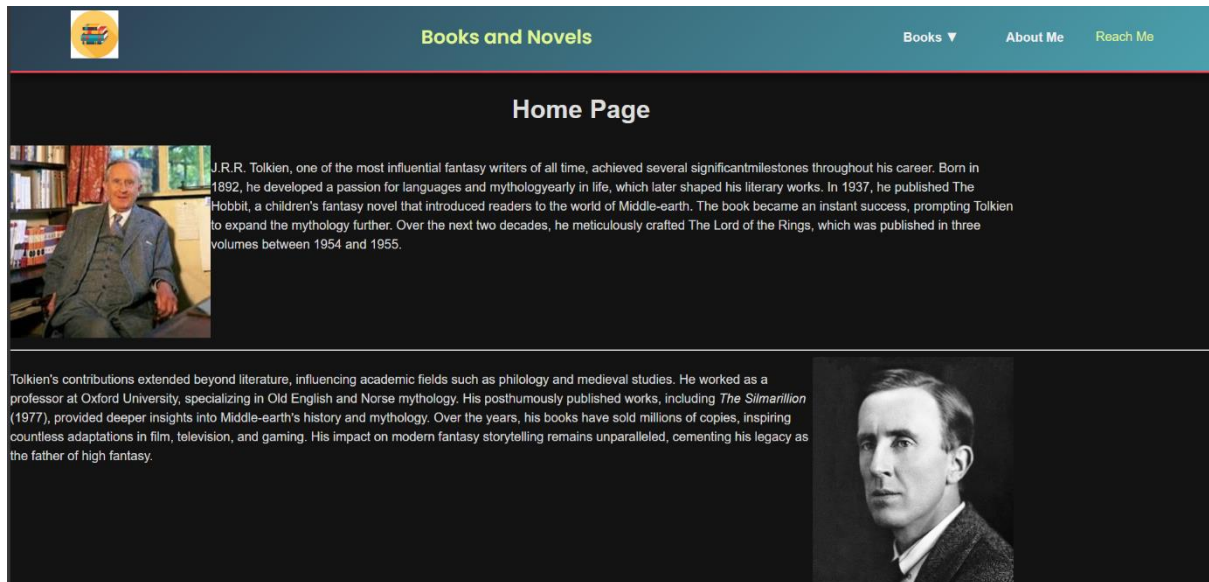 Books and Novels
Books ▼
About Me
Reach Me
Home Page
J.R.R. Tolkien, one of the most influential fantasy writers of all time, achieved several significantmilestones throughout his career. Born in
1892, he developed a passion for languages and mythologyearly in life, which later shaped his literary works. In 1937, he published The
Hobbit, a children's fantasy novel that introduced readers to the world of Middle-earth. The book became an instant success, prompting Tolkien
to expand the mythology further. Over the next two decades, he meticulously crafted The Lord of the Rings, which was published in three
volumes between 1954 and 1955.
Tolkien's contributions extended beyond literature, influencing academic fields such as philology and medieval studies. He worked as a
professor at Oxford University, specializing in Old English and Norse mythology. His posthumously published works, including The Silmarillion
(1977), provided deeper insights into Middle-earth's history and mythology. Over the years, his books have sold millions of copies, inspiring
countless adaptations in film, television, and gaming. His impact on modern fantasy storytelling remains unparalleled, cementing his legacy as
the father of high fantasy.